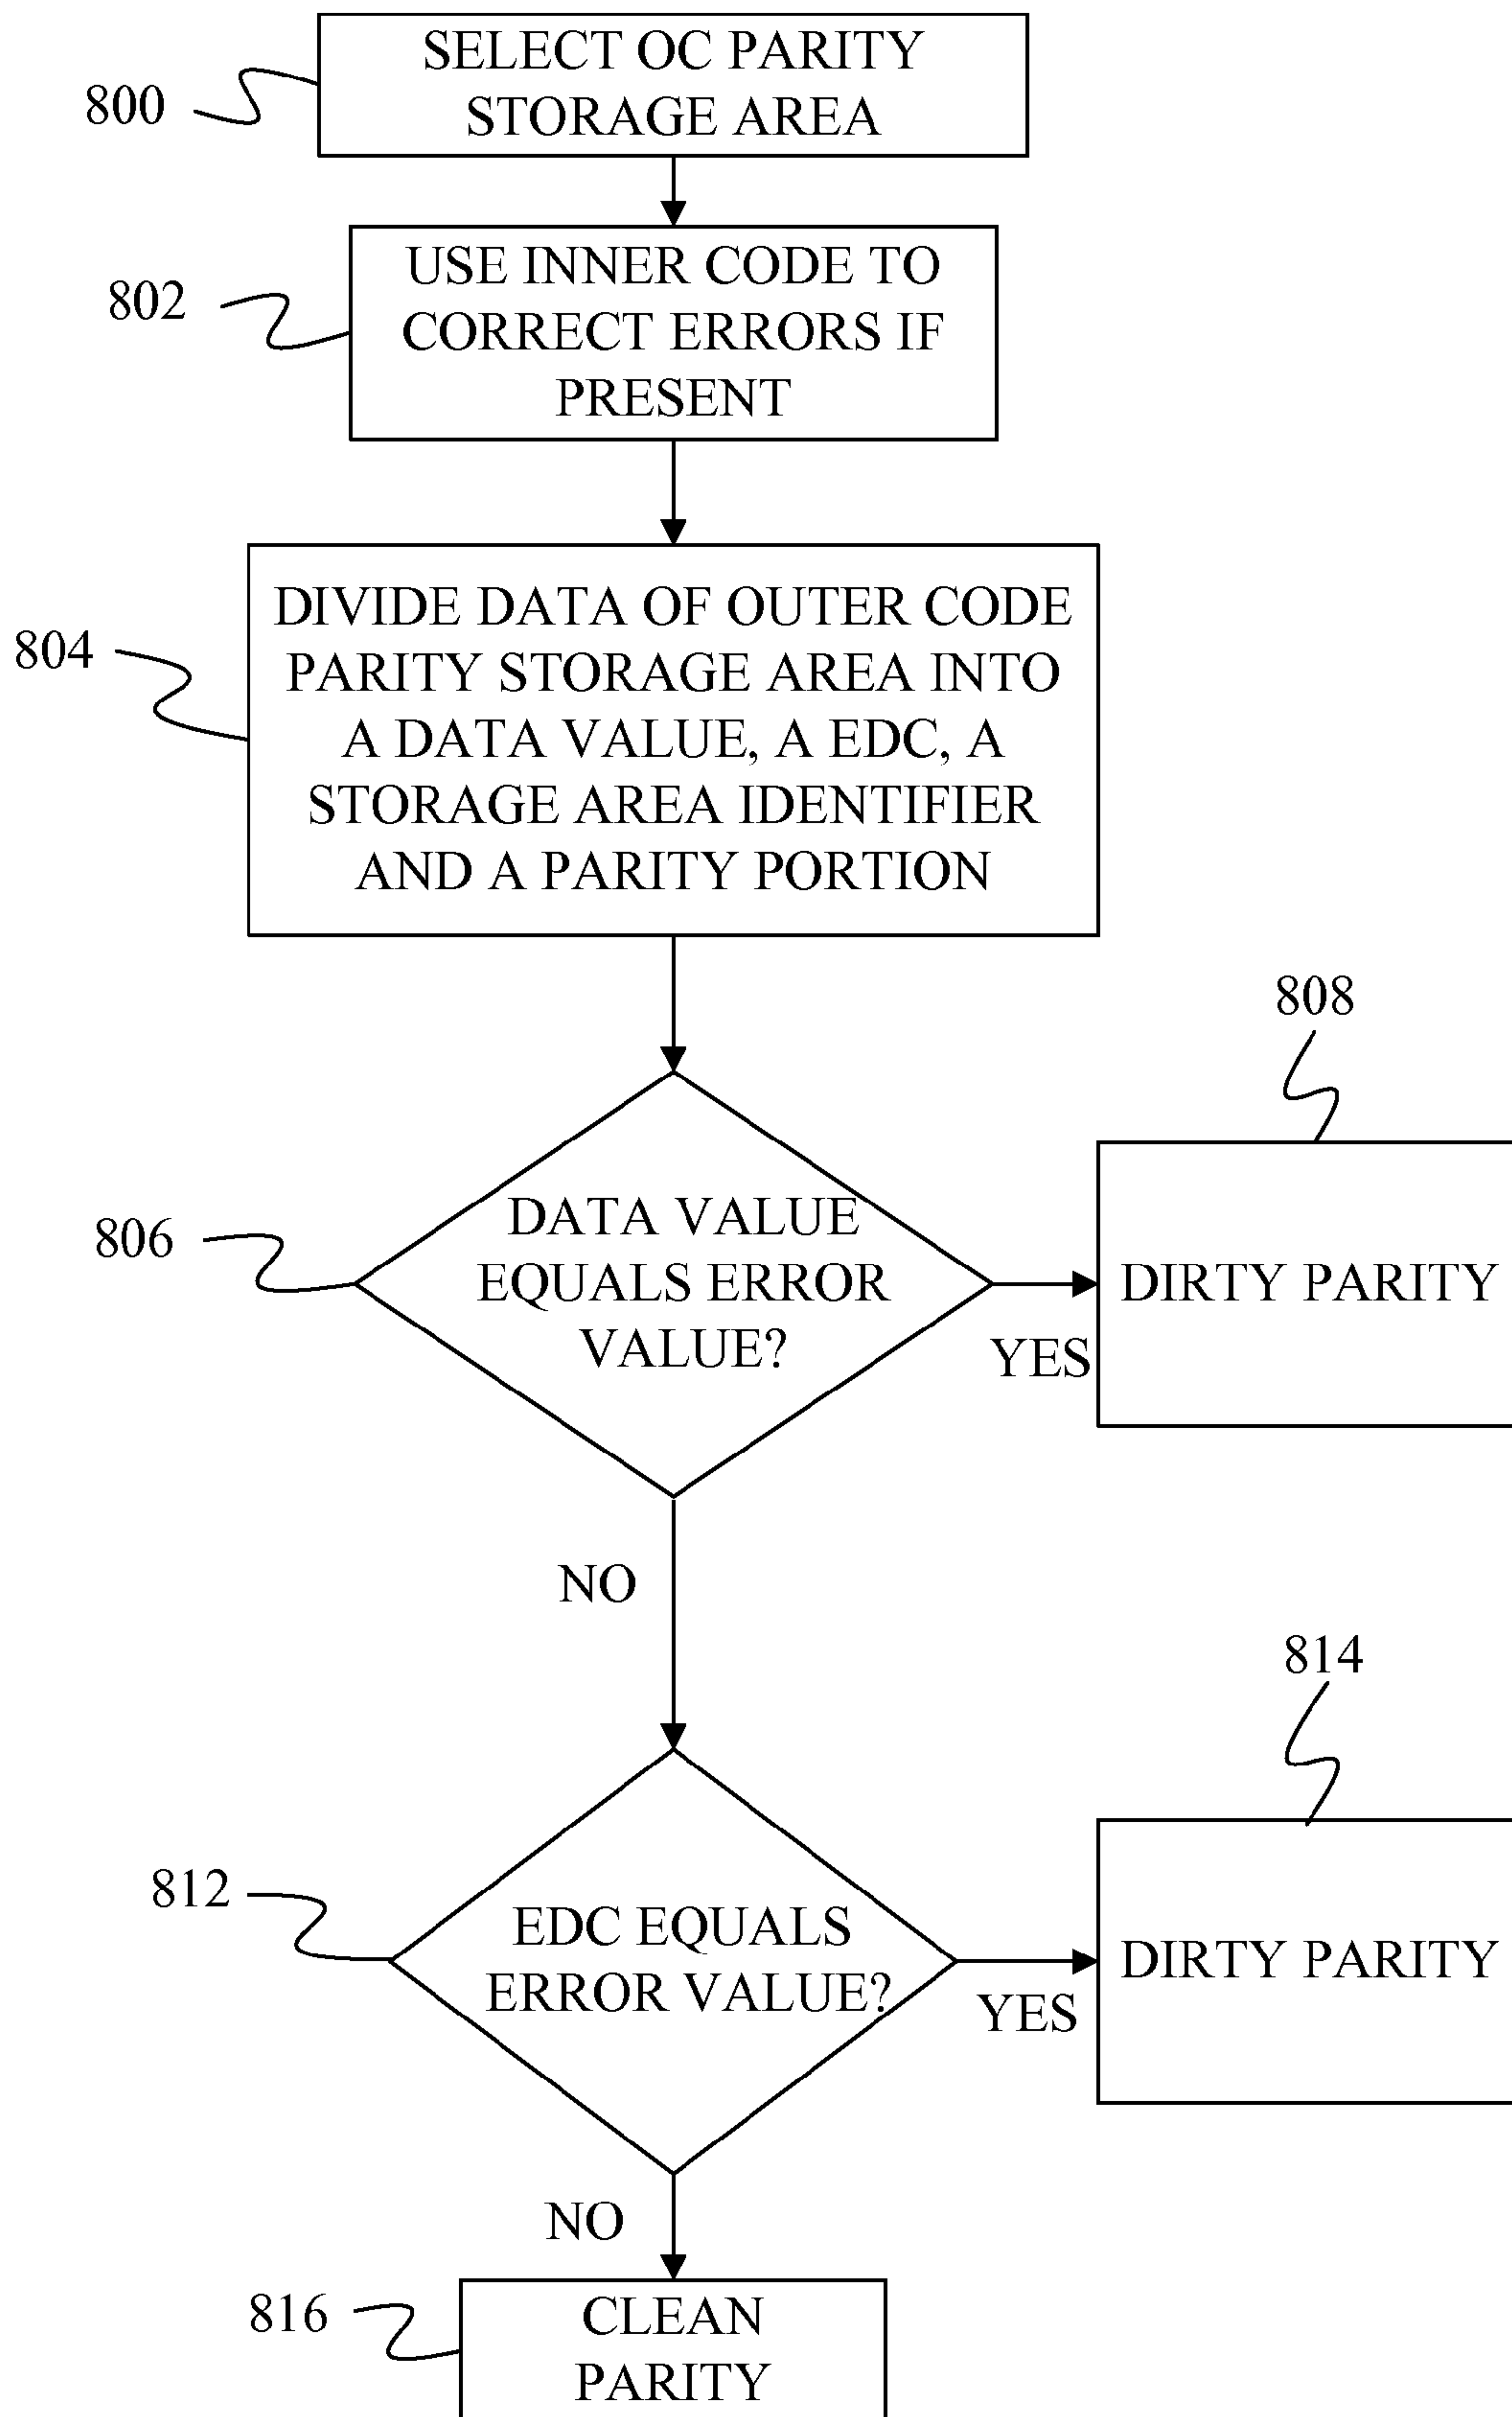 800
SELECT OC PARITY
STORAGE AREA
802
USE INNER CODE TO
CORRECT ERRORS IF
PRESENT
804
DIVIDE DATA OF OUTER CODE
PARITY STORAGE AREA INTO
A DATA VALUE, A EDC, A
STORAGE AREA IDENTIFIER
AND A PARITY PORTION
806
DATA VALUE
EQUALS ERROR
VALUE?
YES
808
DIRTY PARITY
NO
812
EDC EQUALS
ERROR VALUE?
YES
814
DIRTY PARITY
NO
816
CLEAN
PARITY